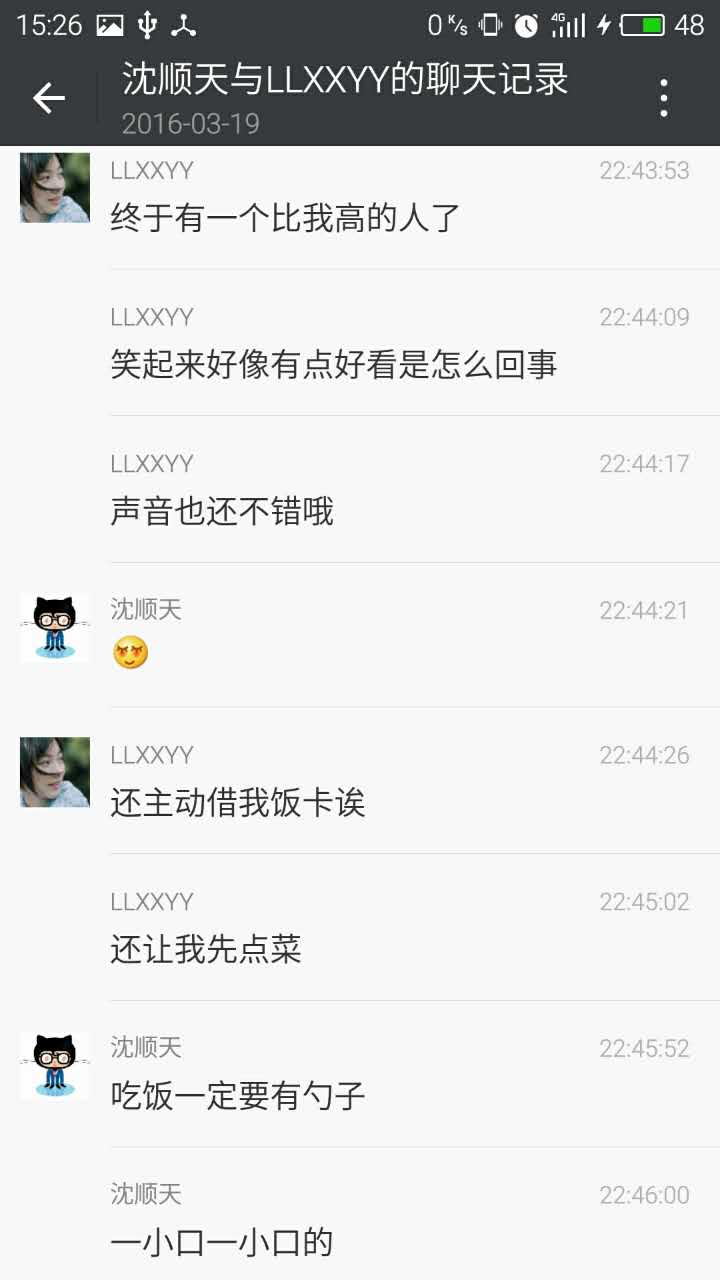 15:26 0 K/s 4G 48
沈顺天与LLXXYY的聊天记录
2016-03-19
LLXXYY 22:43:53
终于有一个比我高的人了
LLXXYY 22:44:09
笑起来好像有点好看是怎么回事
LLXXYY 22:44:17
声音也还不错哦
沈顺天 22:44:21
LLXXYY 22:44:26
还主动借我饭卡诶
LLXXYY 22:45:02
还让我先点菜
沈顺天 22:45:52
吃饭一定要有勺子
沈顺天 22:46:00
一小口一小口的